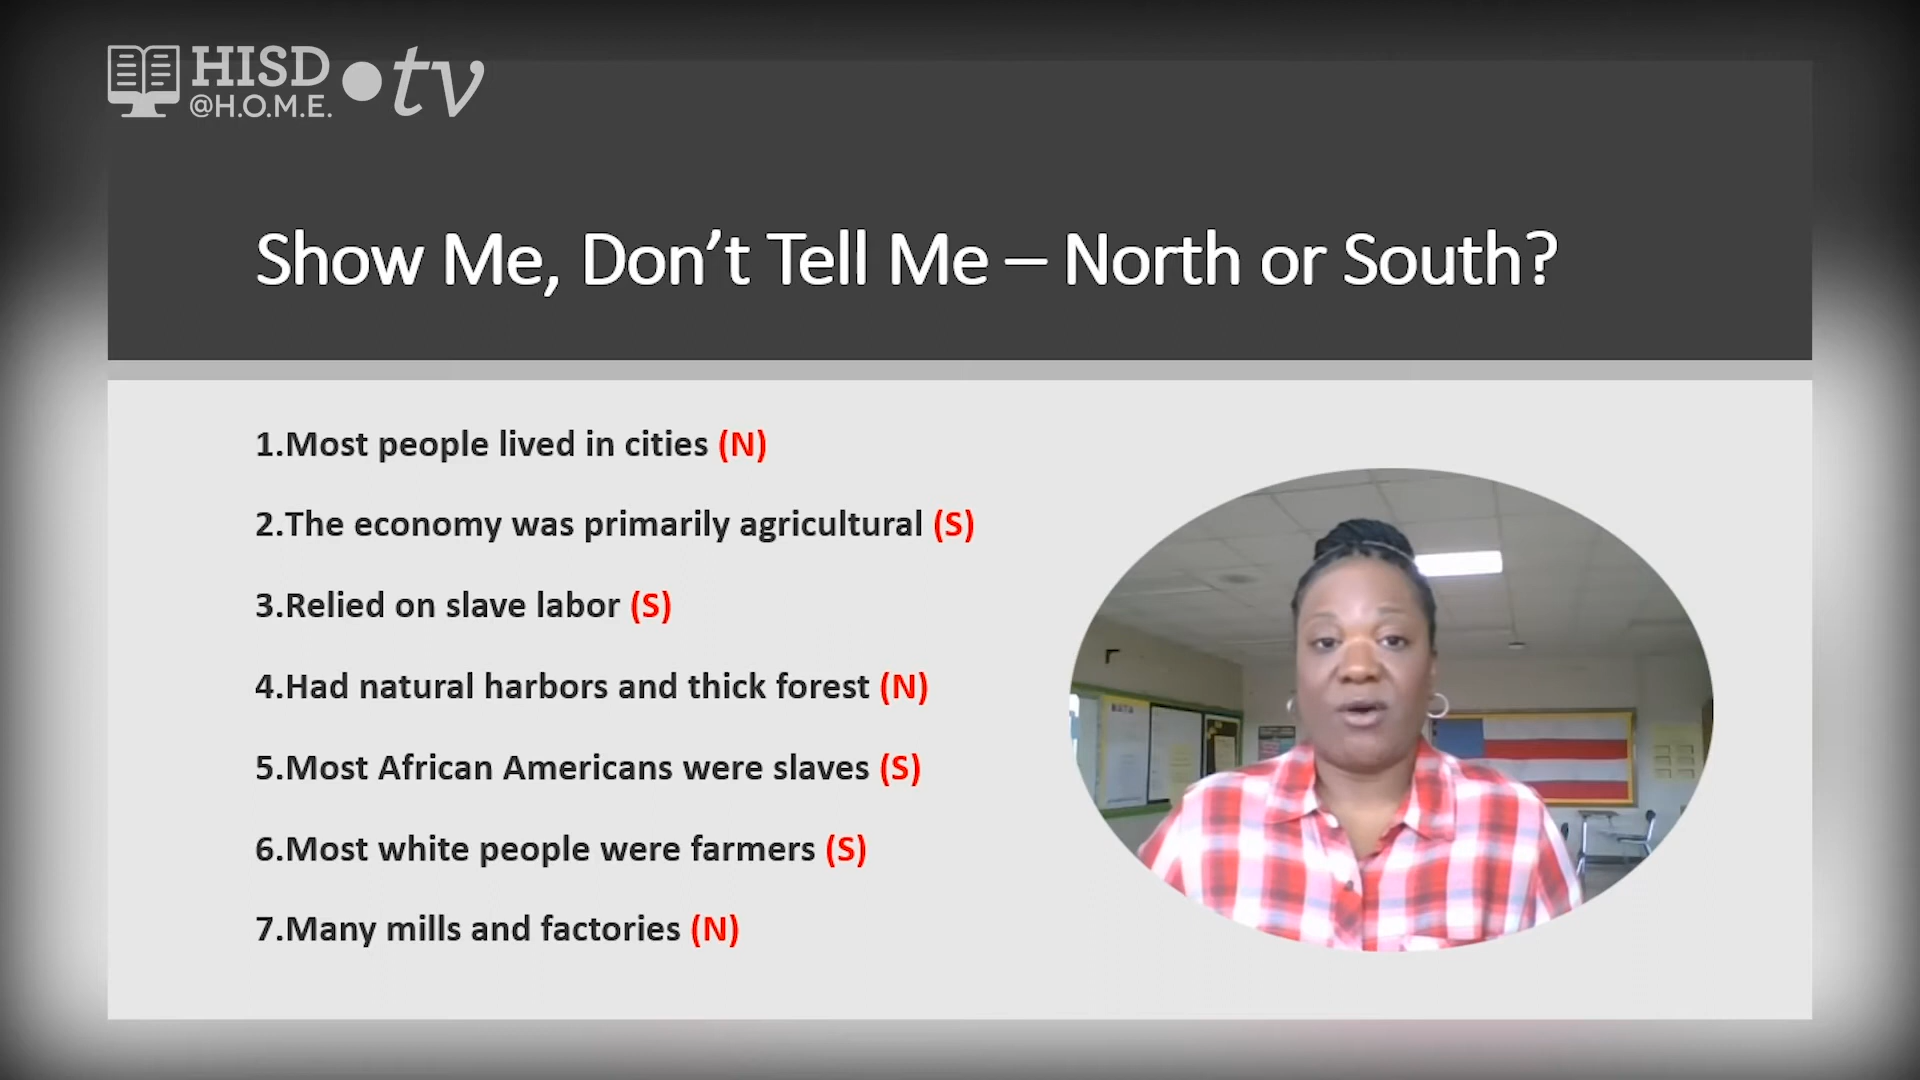 HISD
@H.O.M.E.
tv
Show Me, Don't Tell Me – North or South?
1.Most people lived in cities (N)
2.The economy was primarily agricultural (S)
3.Relied on slave labor (S)
4.Had natural harbors and thick forest (N)
5.Most African Americans were slaves (S)
6.Most white people were farmers (S)
7.Many mills and factories (N)